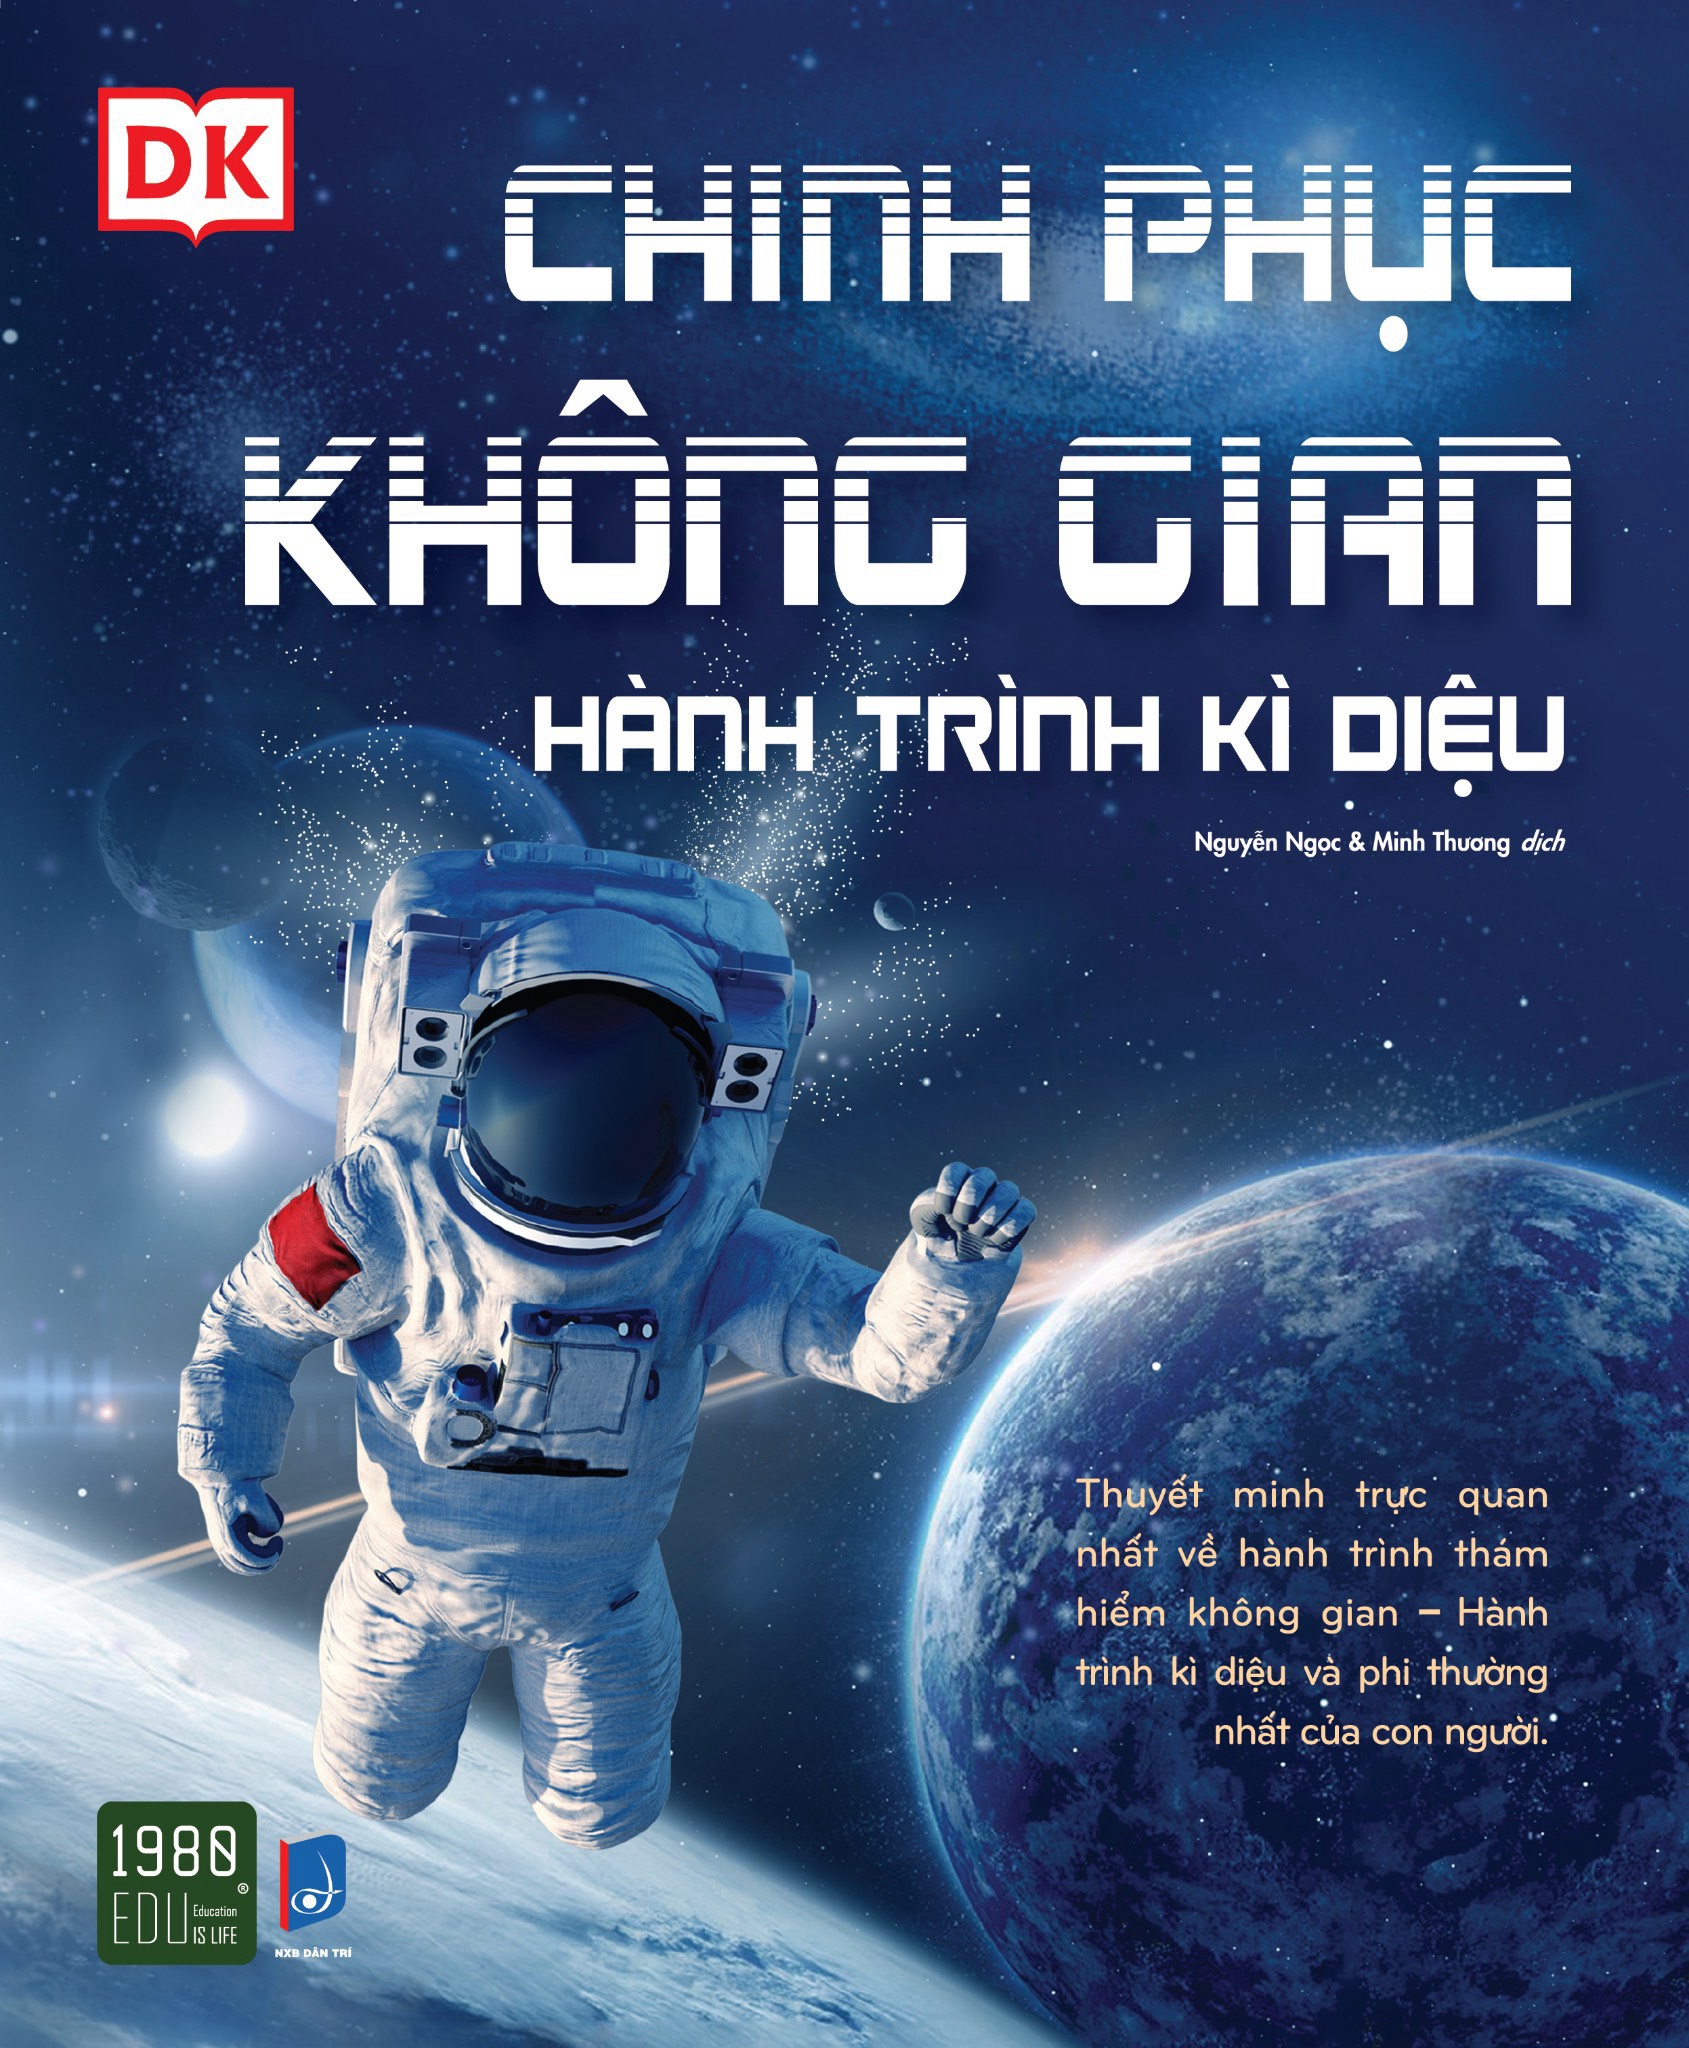 DK
CHINH PHỤC
KHÔNG GIAN
HÀNH TRÌNH KÌ DIỆU
Nguyễn Ngọc & Minh Thương dịch
Thuyết minh trực quan
nhất về hành trình thám
hiểm không gian – Hành
trình kì diệu và phi thường
nhất của con người.
1980
EDU Education IS LIFE ®
NXB DÂN TRÍ